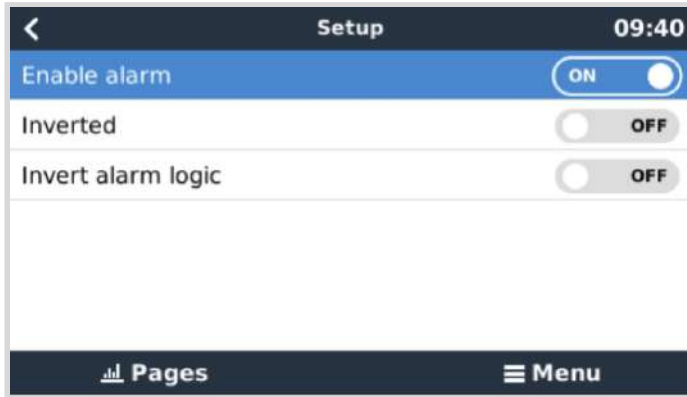 Setup 09:40
Enable alarm ON
Inverted OFF
Invert alarm logic OFF
Pages Menu